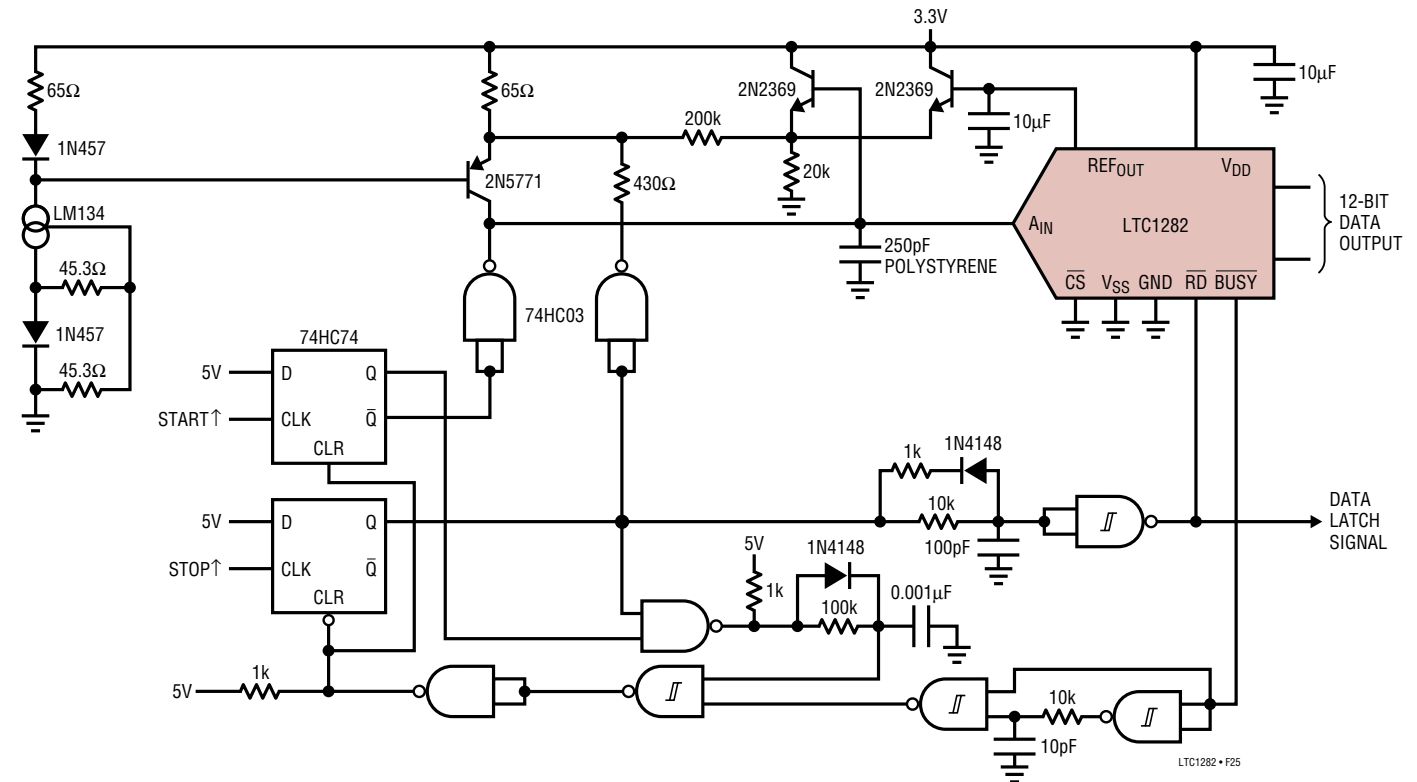 3.3V
65Ω
65Ω
2N2369
2N2369
10µF
10µF
1N457
200k
2N5771
430Ω
20k
REFOUT
VDD
12-BIT
DATA
OUTPUT
LM134
AIN
LTC1282
250pF
POLYSTYRENE
45.3Ω
CS VSS GND RD BUSY
74HC03
1N457
74HC74
45.3Ω
5V
D
Q
START↑
CLK
Q
CLR
1k
1N4148
5V
D
Q
10k
100pF
DATA
LATCH
SIGNAL
STOP↑
CLK
Q
CLR
5V
1k
1N4148
100k
0.001µF
5V
1k
10k
10pF
LTC1282 • F25